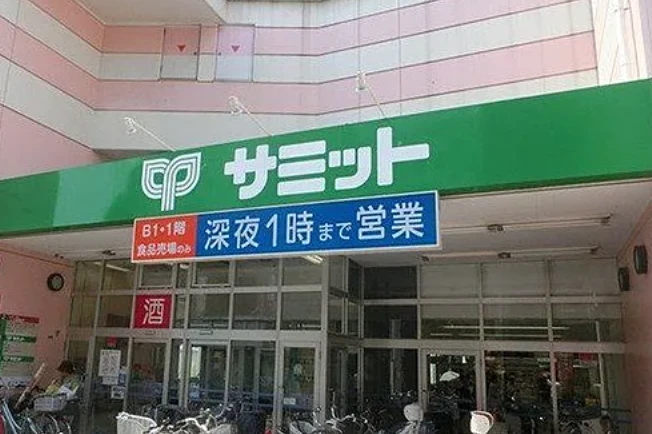 サミット
B1・1階
食品売場のみ
深夜1時まで営業
酒